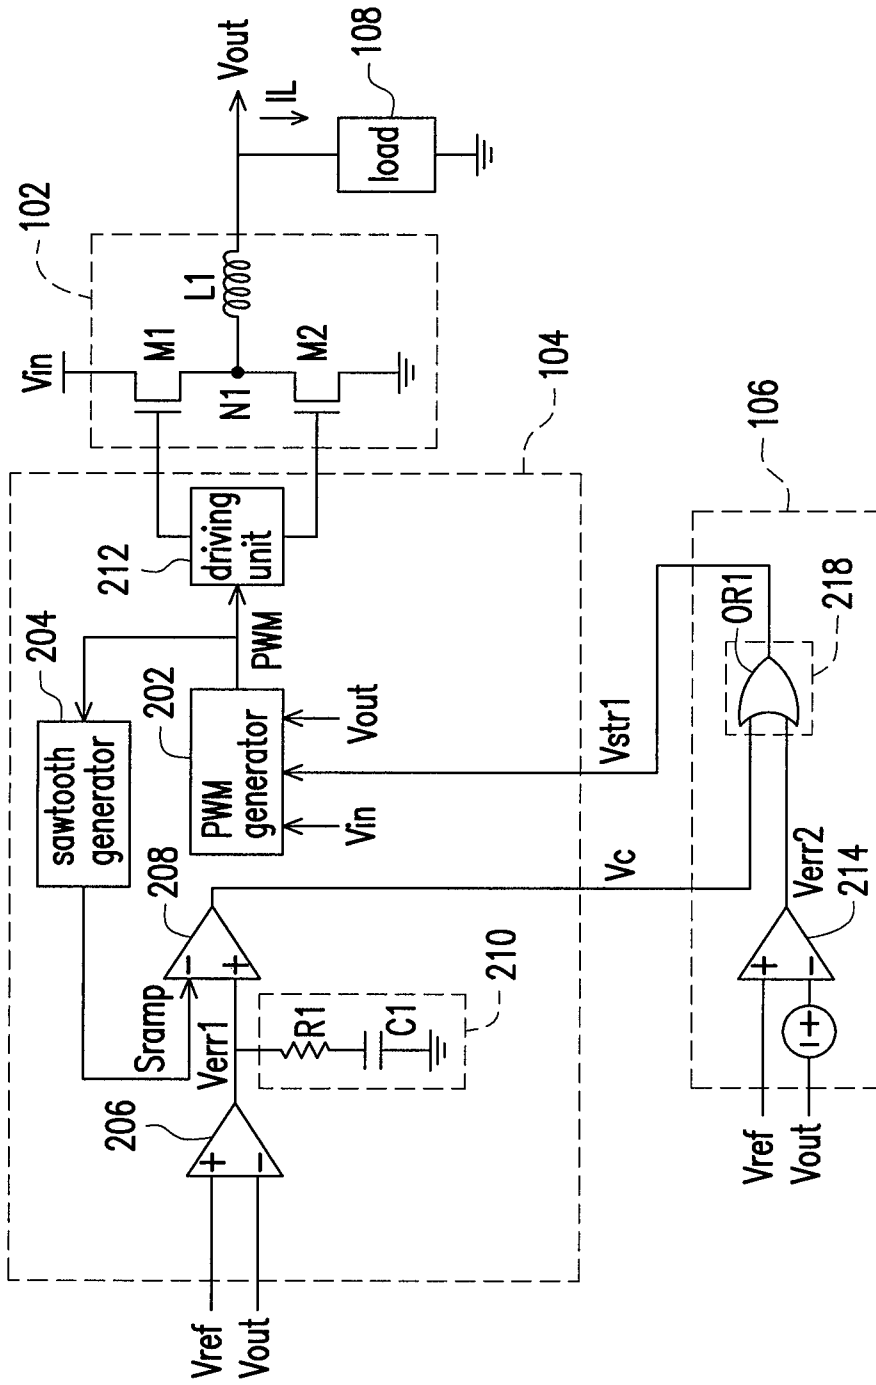 Vin
102
M1
L1
N1
M2
Vout
IL
load
108
104
204
sawtooth
generator
212
driving
unit
PWM
202
PWM
generator
Vin
Vout
Sramp
208
−
+
Verr1
206
+
−
Vref
Vout
R1
C1
210
Vc
Vstr1
106
OR1
218
Verr2
214
+
−
− +
Vref
Vout